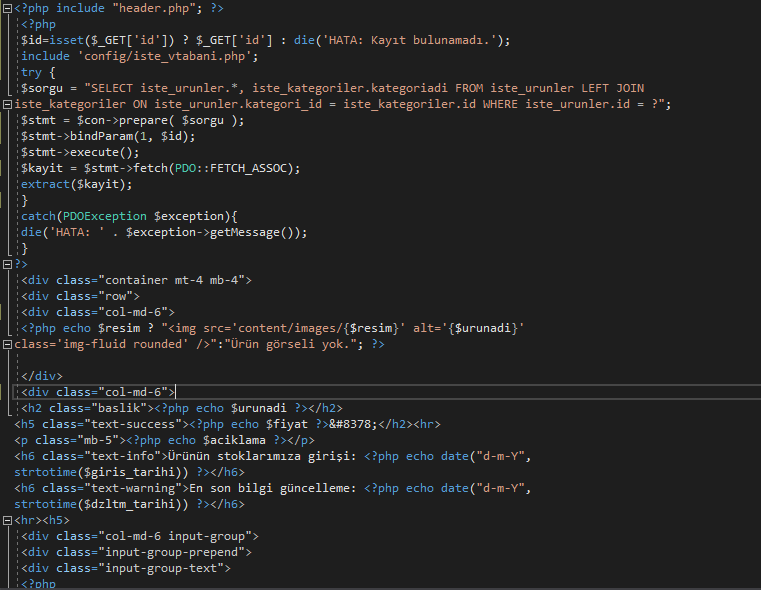 <?php include "header.php"; ?>
<?php
$id=isset($_GET['id']) ? $_GET['id'] : die('HATA: Kayıt bulunamadı.');
include 'config/iste_vtabani.php';
try {
$sorgu = "SELECT iste_urunler.*, iste_kategoriler.kategoriadi FROM iste_urunler LEFT JOIN
iste_kategoriler ON iste_urunler.kategori_id = iste_kategoriler.id WHERE iste_urunler.id = ?";
$stmt = $con->prepare( $sorgu );
$stmt->bindParam(1, $id);
$stmt->execute();
$kayit = $stmt->fetch(PDO::FETCH_ASSOC);
extract($kayit);
}
catch(PDOException $exception){
die('HATA: ' . $exception->getMessage());
}
?>
<div class="container mt-4 mb-4">
<div class="row">
<div class="col-md-6">
<?php echo $resim ? "<img src='content/images/{$resim}' alt='{$urunadi}'
class='img-fluid rounded' />":"Ürün görseli yok."; ?>
</div>
<div class="col-md-6">
<h2 class="baslik"><?php echo $urunadi ?></h2>
<h5 class="text-success"><?php echo $fiyat ?>&#8378;</h2><hr>
<p class="mb-5"><?php echo $aciklama ?></p>
<h6 class="text-info">Ürünün stoklarımıza girişi: <?php echo date("d-m-Y",
strtotime($giris_tarihi)) ?></h6>
<h6 class="text-warning">En son bilgi güncelleme: <?php echo date("d-m-Y",
strtotime($dzltm_tarihi)) ?></h6>
<hr><h5>
<div class="col-md-6 input-group">
<div class="input-group-prepend">
<div class="input-group-text">
<?php